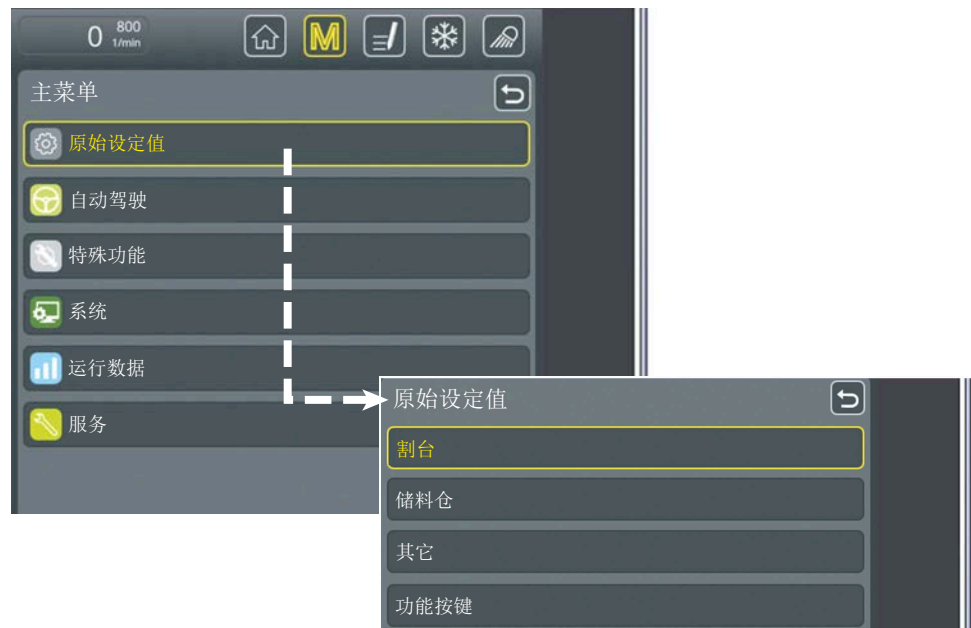 0 800
1/min
M
主菜单
原始设定值
自动驾驶
特殊功能
系统
运行数据
服务
原始设定值
割台
储料仓
其它
功能按键